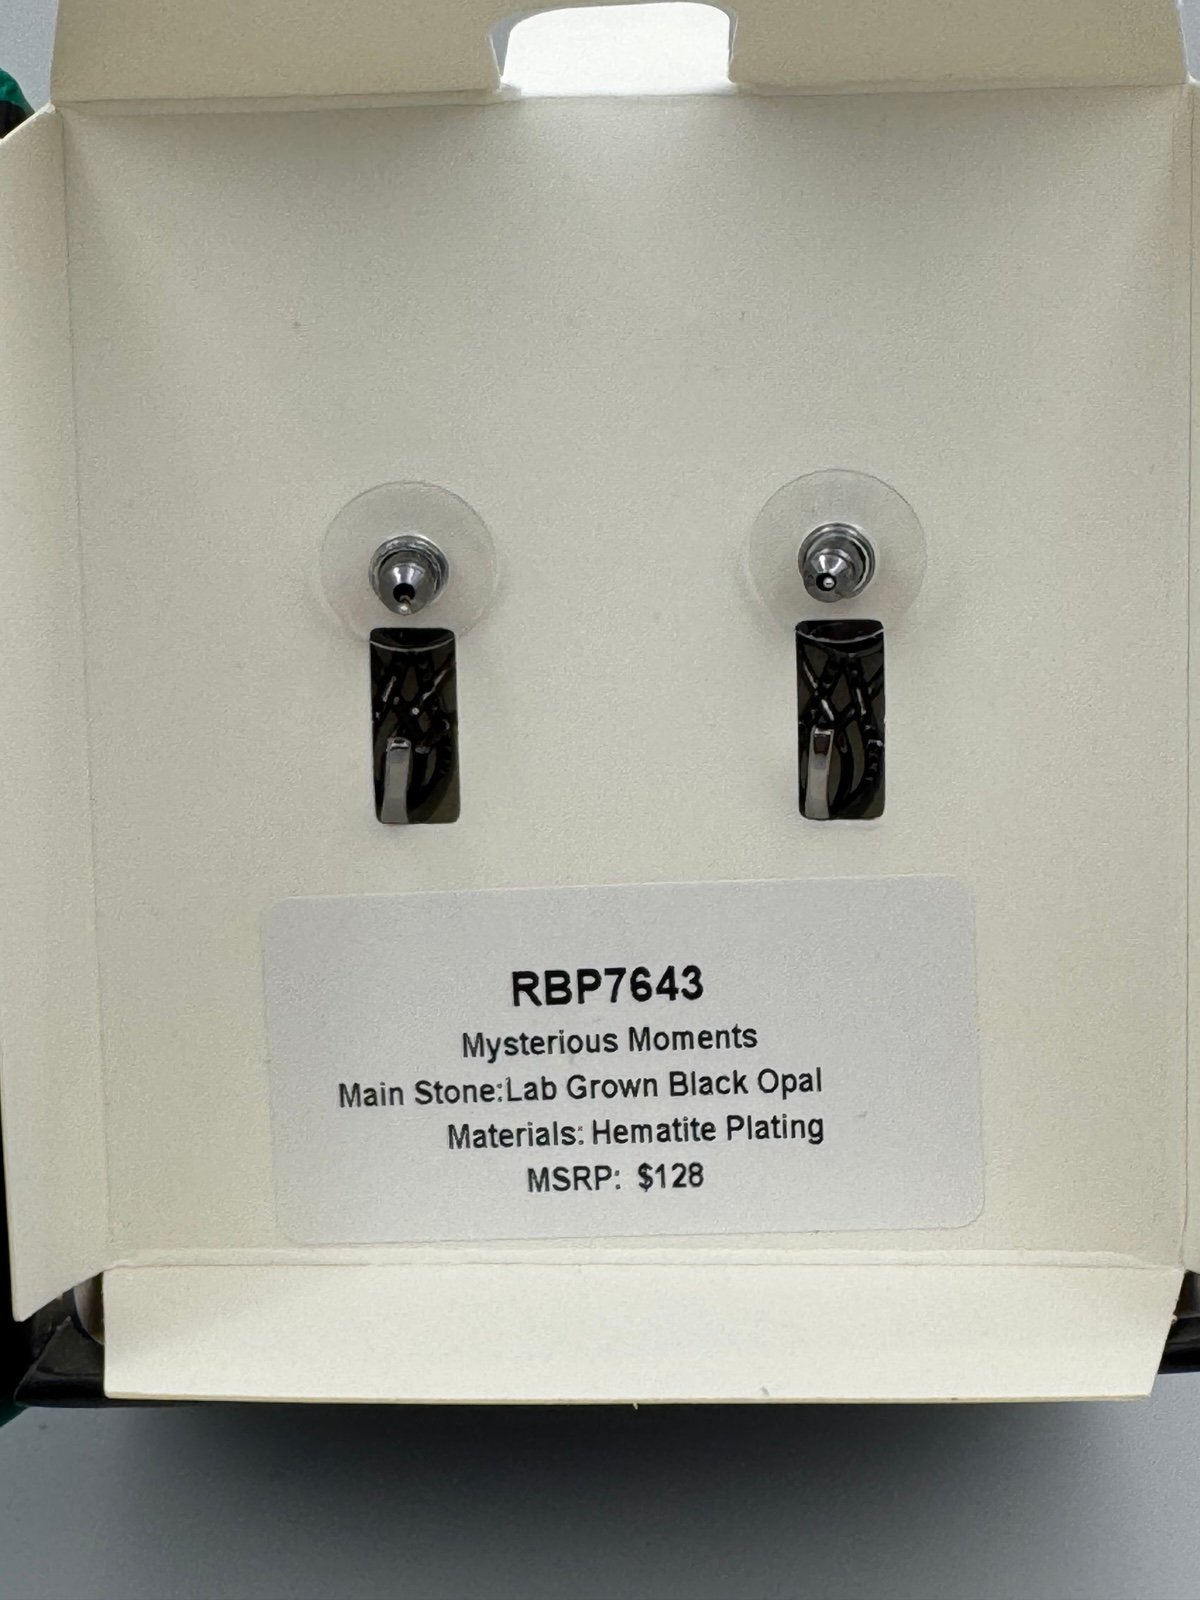 RBP7643
Mysterious Moments
Main Stone:Lab Grown Black Opal
Materials: Hematite Plating
MSRP: $128